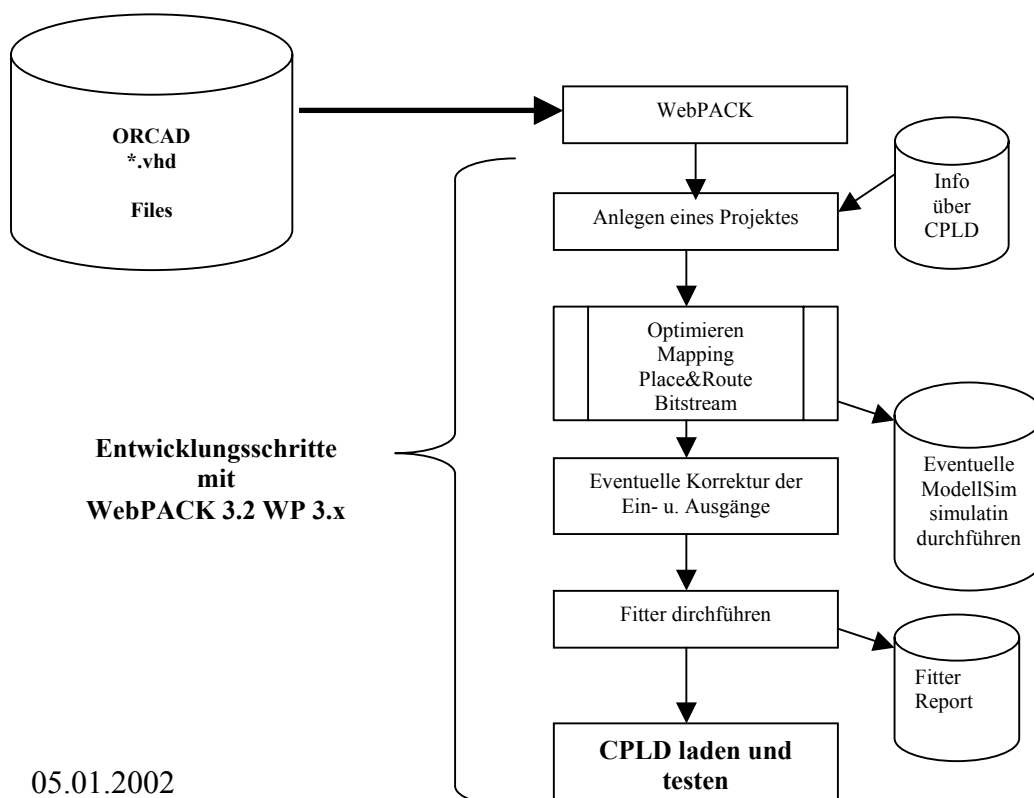 ORCAD
*.vhd
Files
WebPACK
Info
über
CPLD
Anlegen eines Projektes
Optimieren
Mapping
Place&Route
Bitstream
Eventuelle
ModellSim
simulatin
durchführen
Entwicklungsschritte
mit
WebPACK 3.2 WP 3.x
Eventuelle Korrektur der
Ein- u. Ausgänge
Fitter dirchführen
Fitter
Report
CPLD laden und
testen
05.01.2002